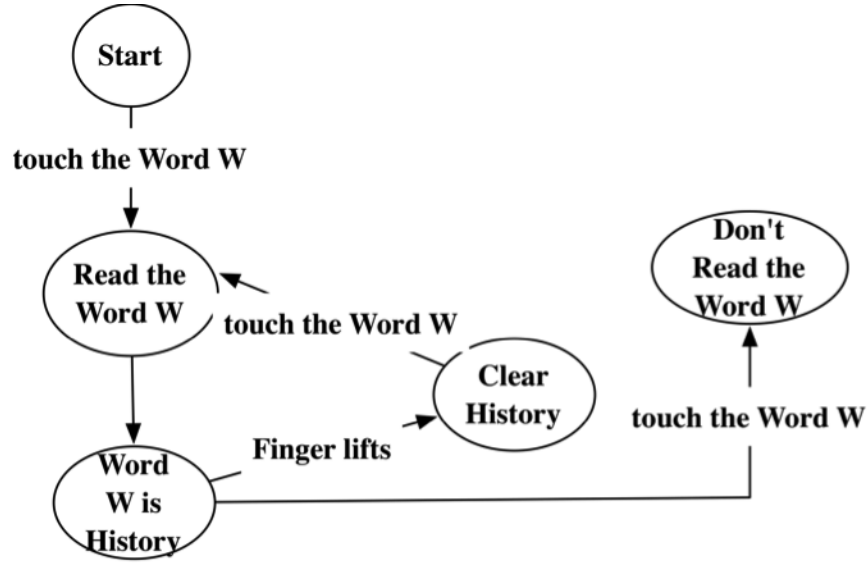 Start
touch the Word W
Read the
Word W
touch the Word W
Clear
History
Finger lifts
Word
W is
History
Don't
Read the
Word W
touch the Word W